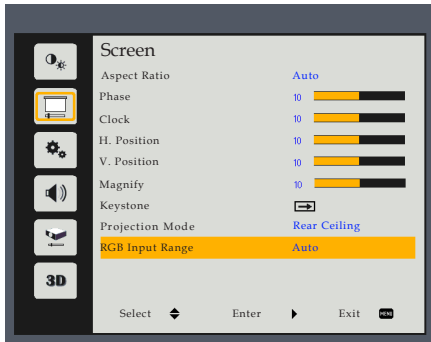 Screen
Aspect Ratio Auto
Phase 10
Clock 10
H. Position 10
V. Position 10
Magnify 10
Keystone
Projection Mode Rear Ceiling
RGB Input Range Auto
3D
Select Enter Exit MENU